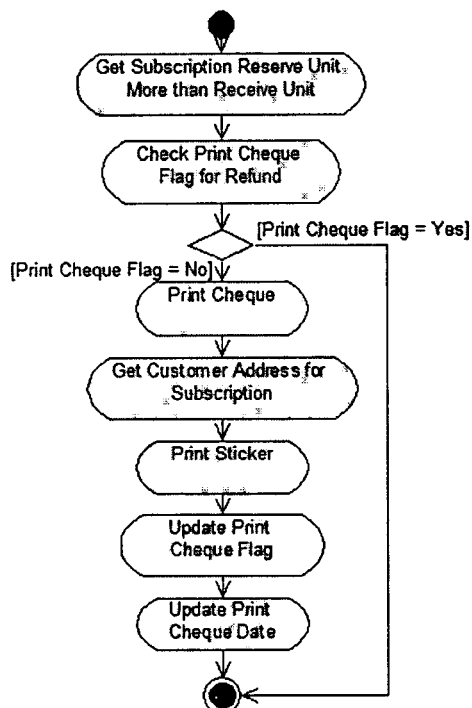 Get Subscription Reserve Unit
More than Receive Unit
Check Print Cheque
Flag for Refund
[Print Cheque Flag = Yes]
[Print Cheque Flag = No]
Print Cheque
Get Customer Address for
Subscription
Print Sticker
Update Print
Cheque Flag
Update Print
Cheque Date